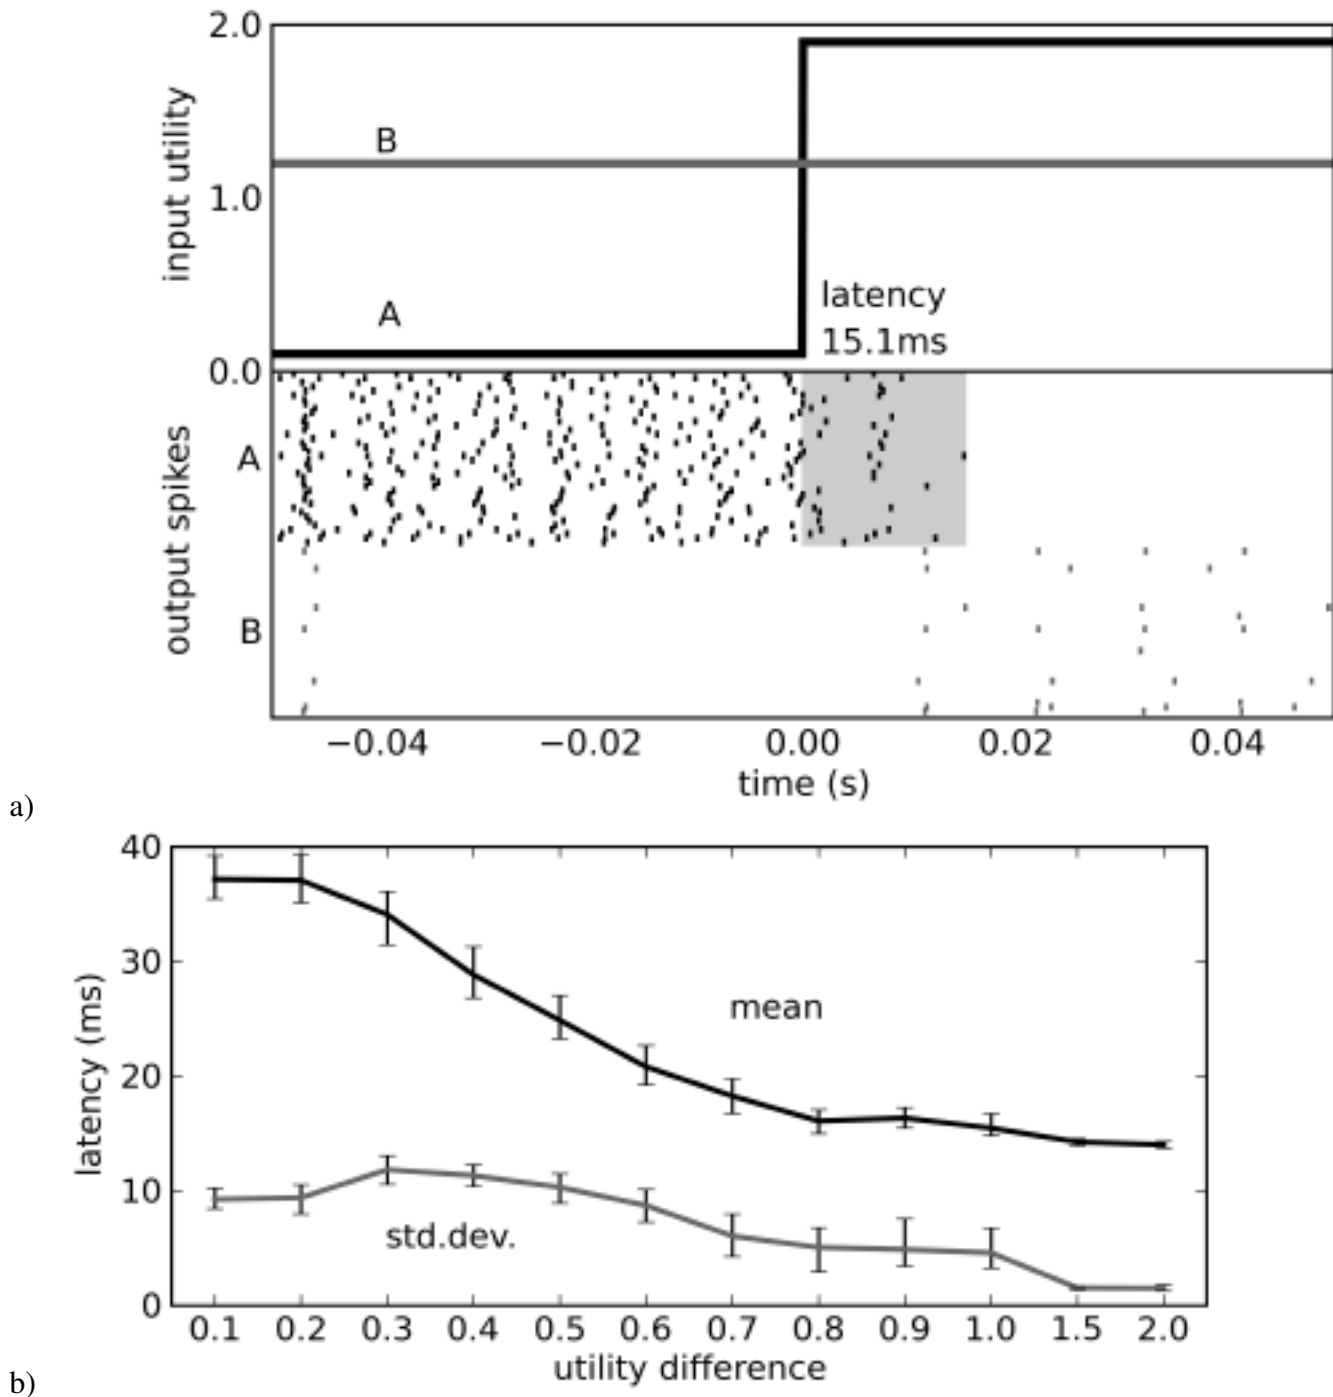 2.0
input utility
B
1.0
A
latency
15.1ms
0.0
output spikes
A
B
−0.04 −0.02 0.00 0.02 0.04
time (s)
a)
40
30
20
10
0
latency (ms)
mean
std.dev.
0.1 0.2 0.3 0.4 0.5 0.6 0.7 0.8 0.9 1.0 1.5 2.0
utility difference
b)